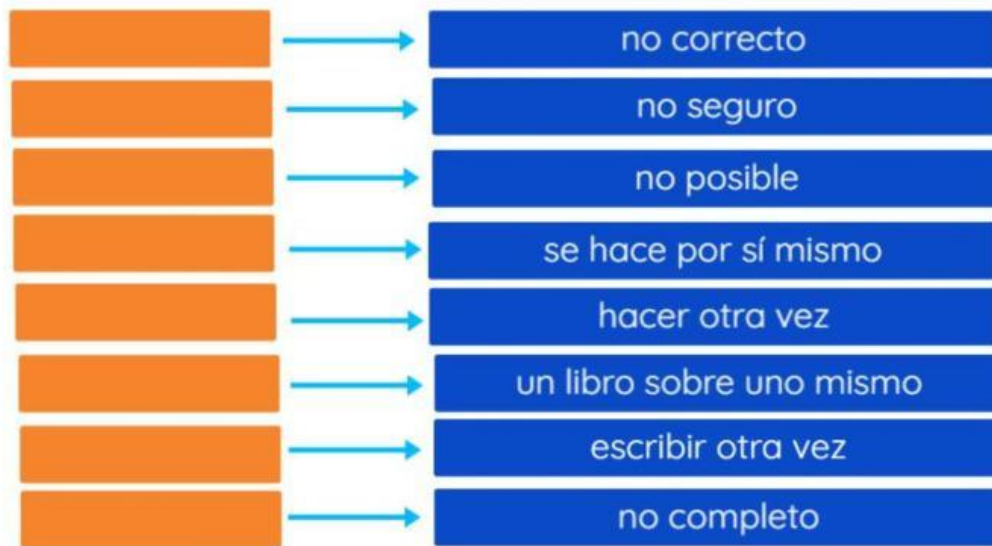 no correcto
no seguro
no posible
se hace por sí mismo
hacer otra vez
un libro sobre uno mismo
escribir otra vez
no completo